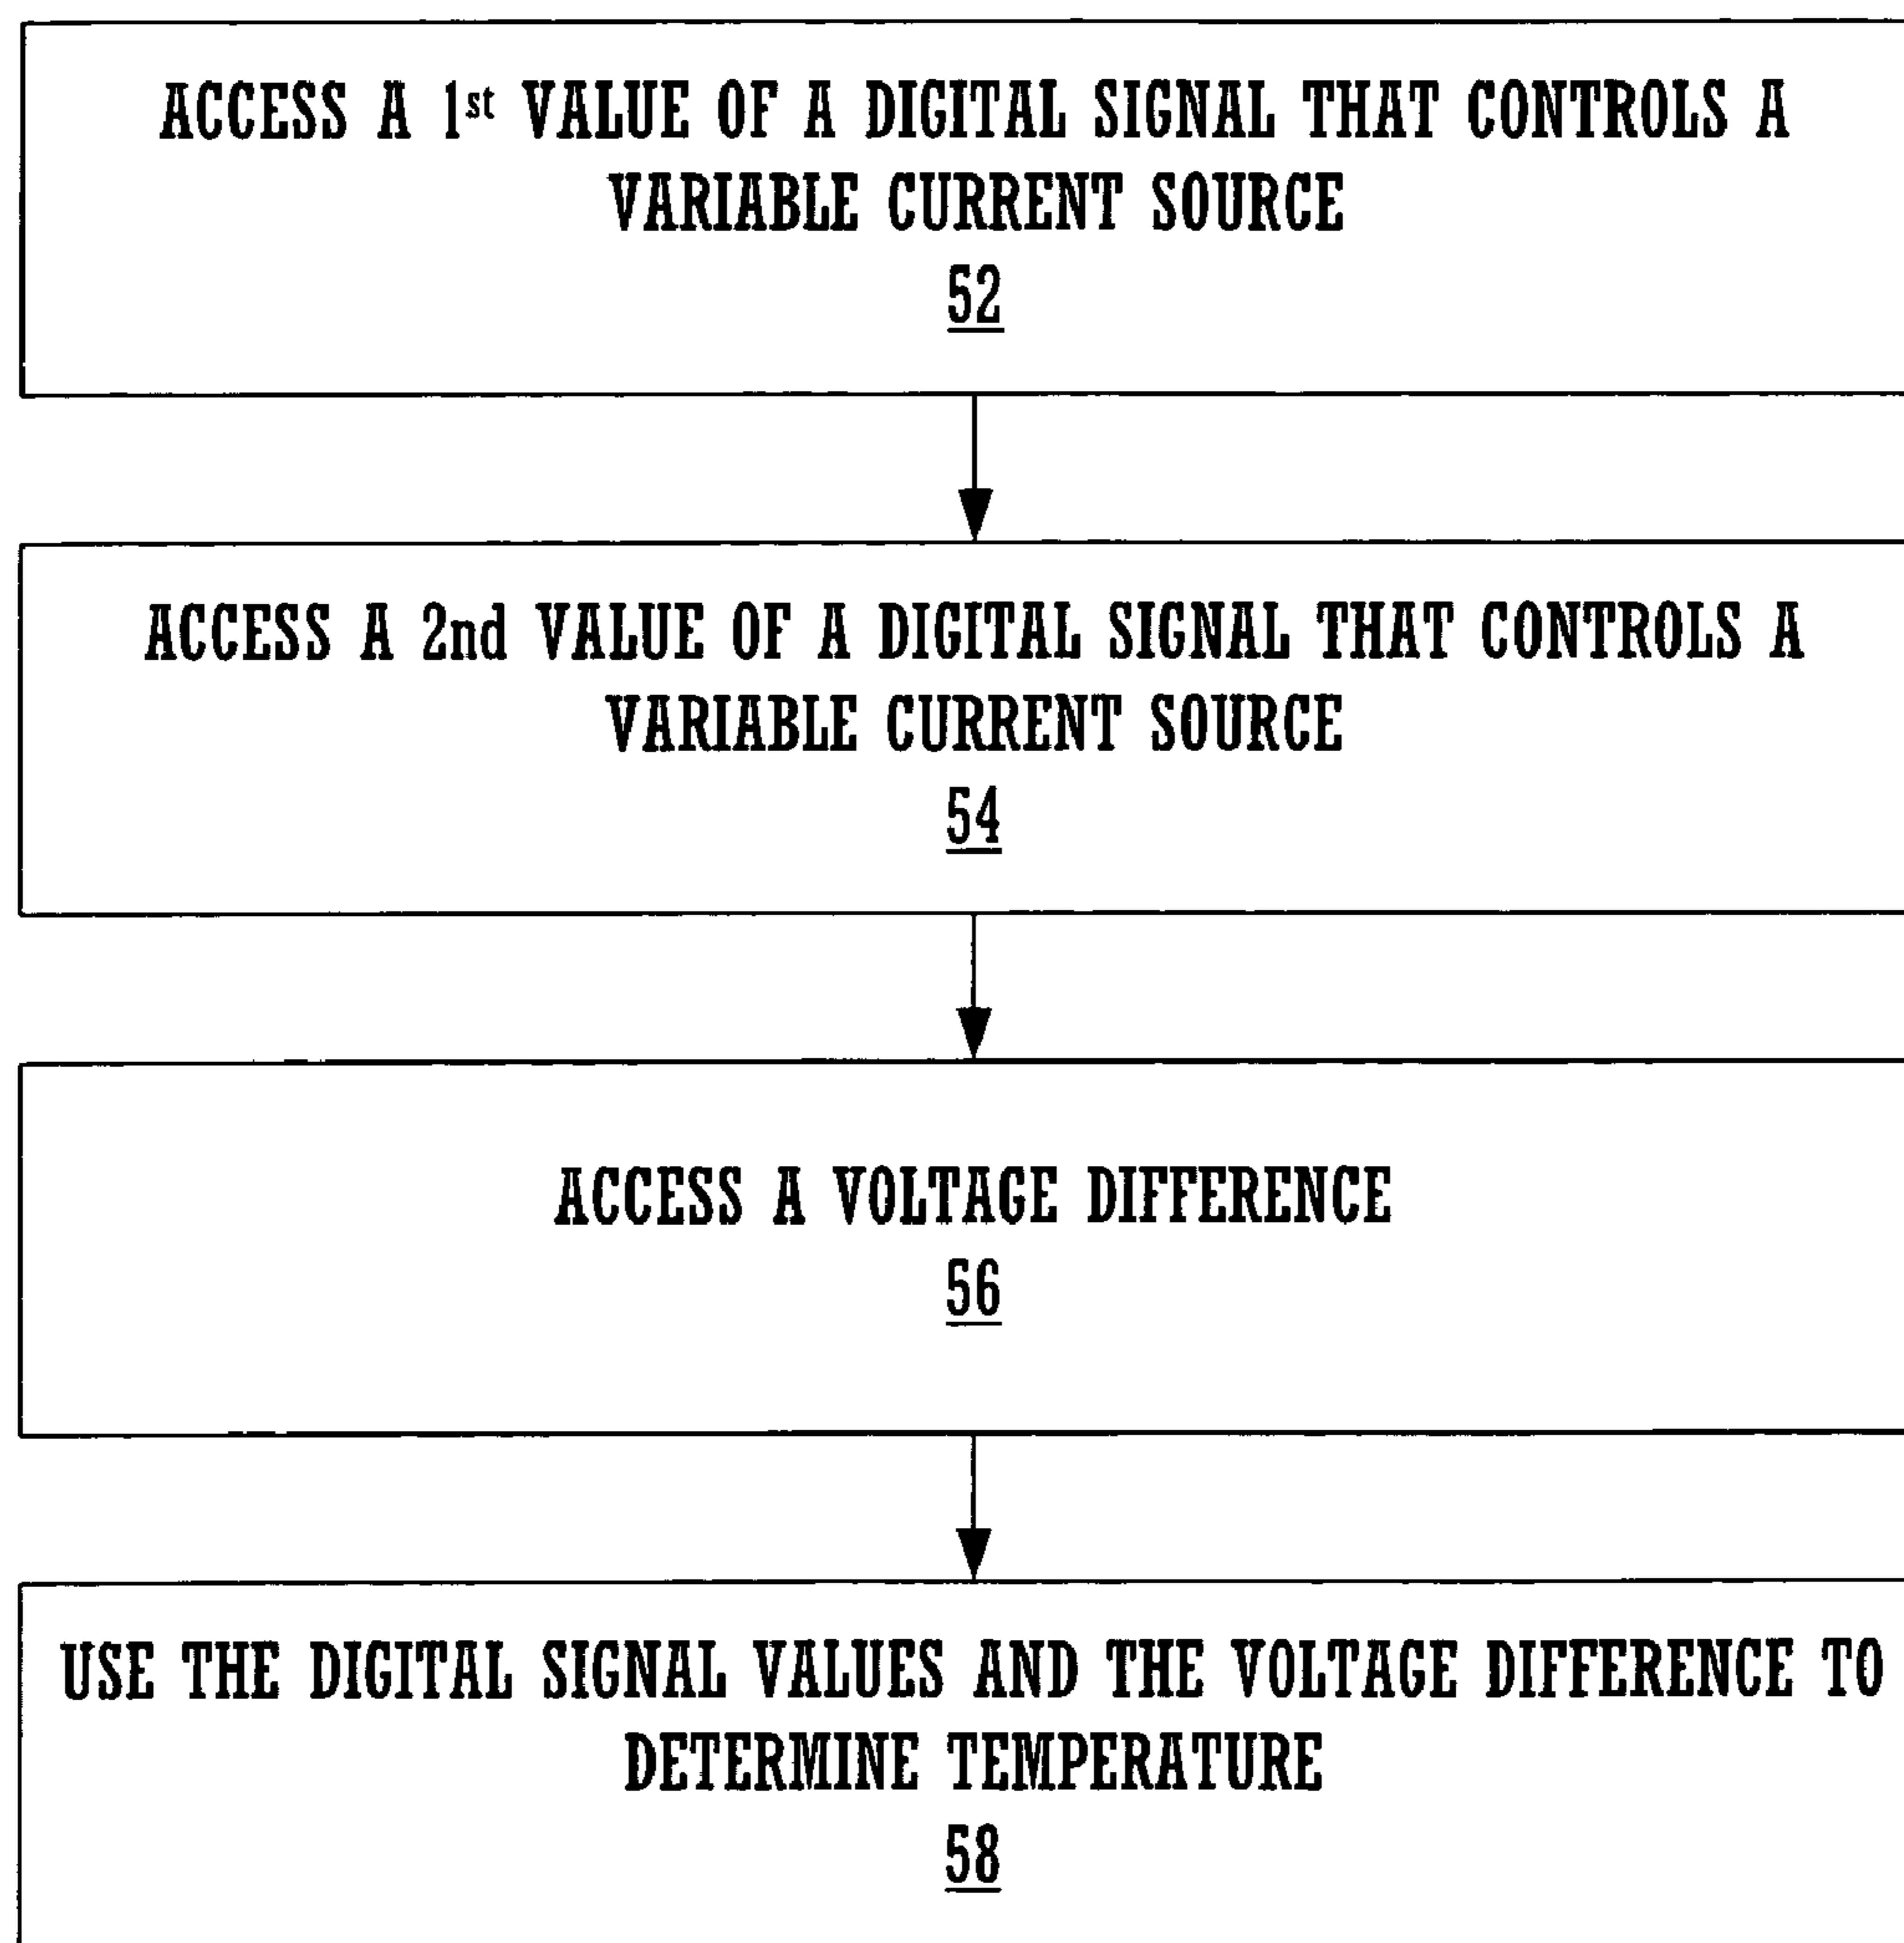 ACCESS A 1st VALUE OF A DIGITAL SIGNAL THAT CONTROLS A
VARIABLE CURRENT SOURCE
52
ACCESS A 2nd VALUE OF A DIGITAL SIGNAL THAT CONTROLS A
VARIABLE CURRENT SOURCE
54
ACCESS A VOLTAGE DIFFERENCE
56
USE THE DIGITAL SIGNAL VALUES AND THE VOLTAGE DIFFERENCE TO
DETERMINE TEMPERATURE
58